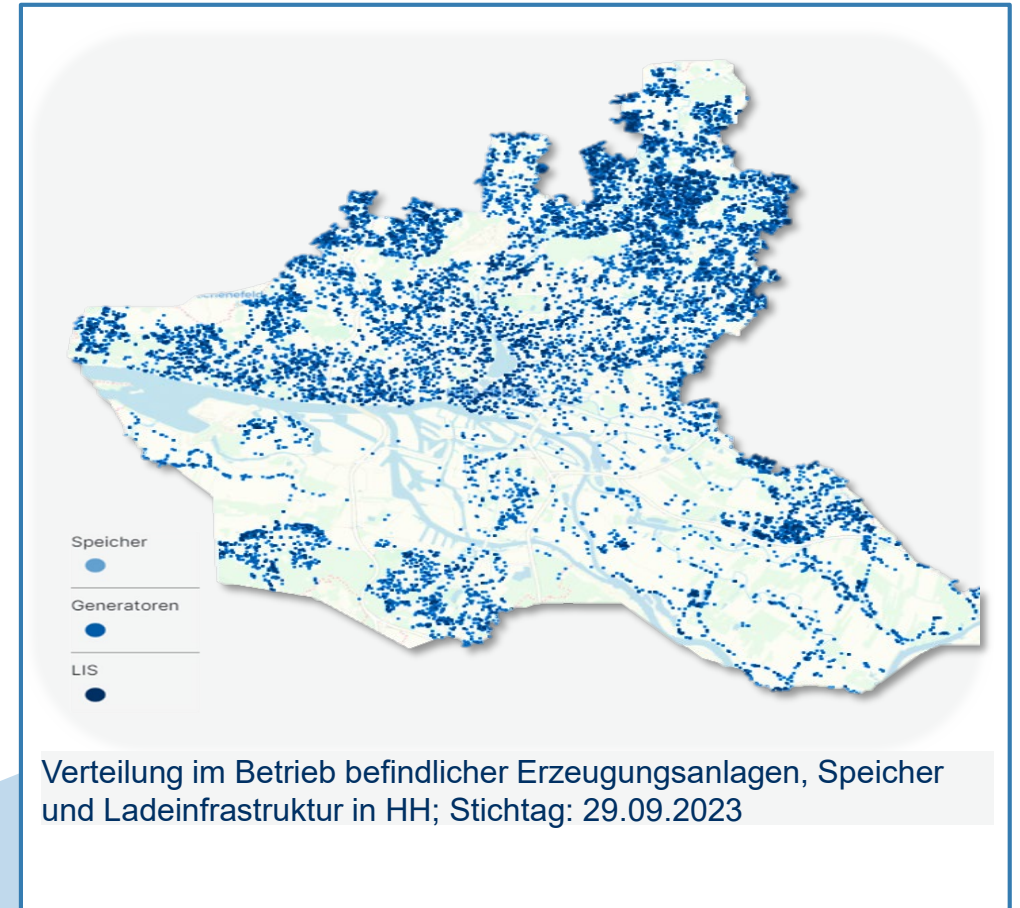 Speicher
Generatoren
LIS
Verteilung im Betrieb befindlicher Erzeugungsanlagen, Speicher
und Ladeinfrastruktur in HH; Stichtag: 29.09.2023